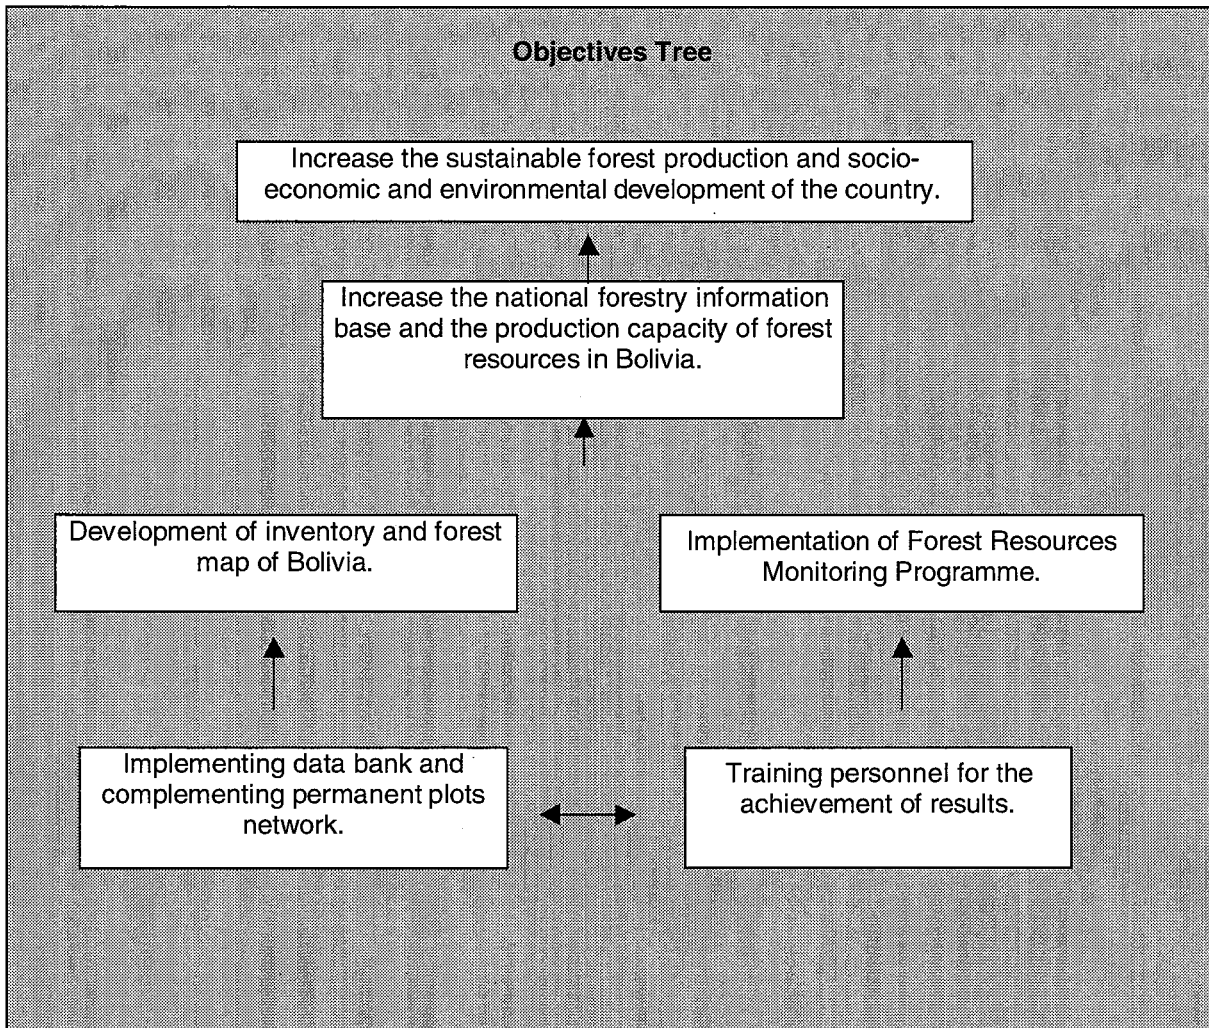 Objectives Tree
Increase the sustainable forest production and socio-
economic and environmental development of the country.
Increase the national forestry information
base and the production capacity of forest
resources in Bolivia.
Development of inventory and forest
map of Bolivia.
Implementation of Forest Resources
Monitoring Programme.
Implementing data bank and
complementing permanent plots
network.
Training personnel for the
achievement of results.